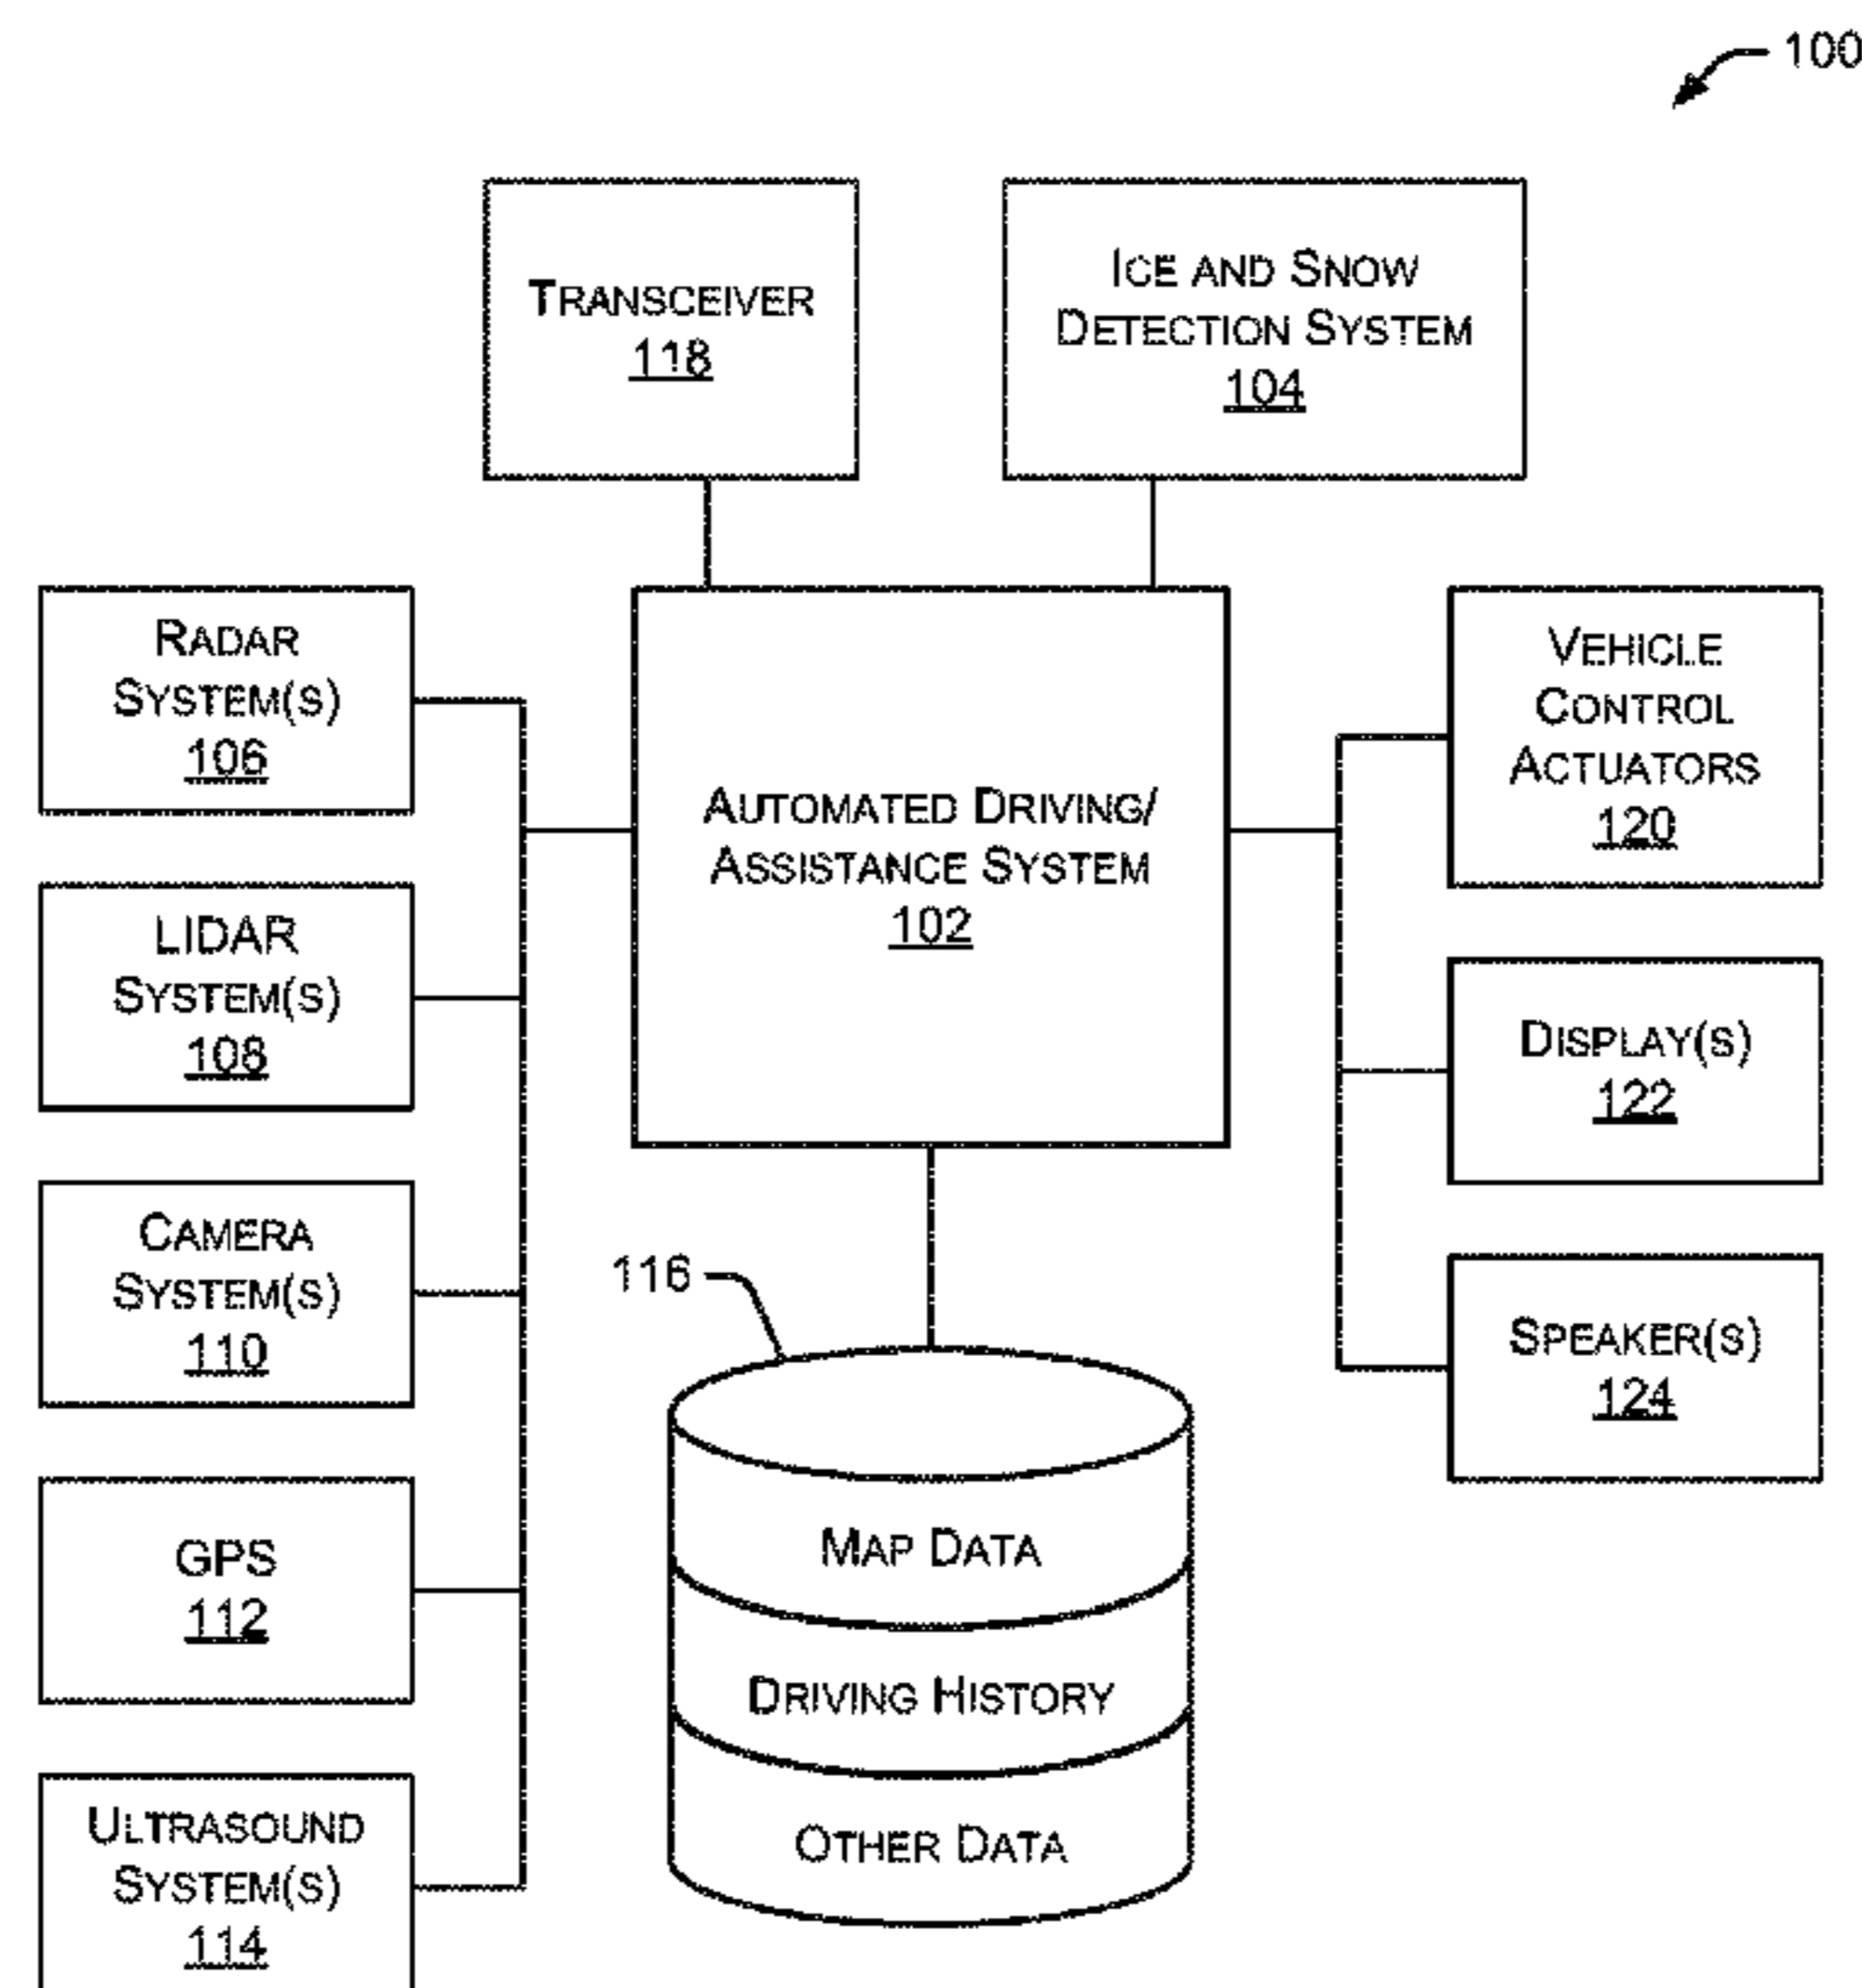 100
TRANSCEIVER
118
ICE AND SNOW
DETECTION SYSTEM
104
RADAR
SYSTEM(S)
106
LIDAR
SYSTEM(S)
108
CAMERA
SYSTEM(S)
110
GPS
112
ULTRASOUND
SYSTEM(S)
114
AUTOMATED DRIVING/
ASSISTANCE SYSTEM
102
116
MAP DATA
DRIVING HISTORY
OTHER DATA
VEHICLE
CONTROL
ACTUATORS
120
DISPLAY(S)
122
SPEAKER(S)
124